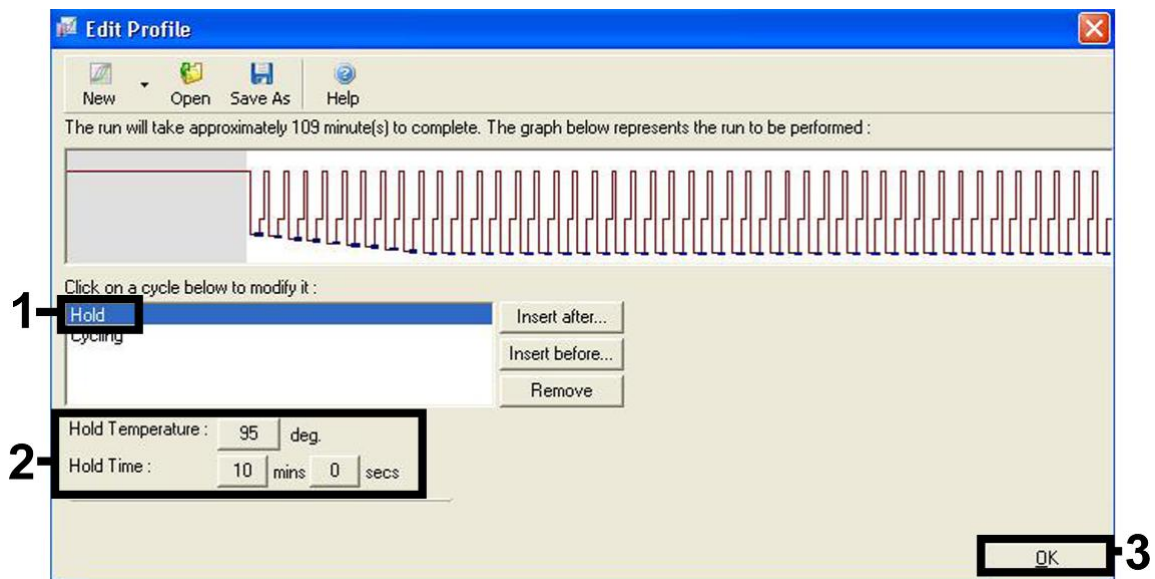 Edit Profile
New Open Save As Help
The run will take approximately 109 minute(s) to complete. The graph below represents the run to be performed :
Click on a cycle below to modify it :
1
Hold
Cycling
Insert after...
Insert before...
Remove
2
Hold Temperature : 95 deg.
Hold Time : 10 mins 0 secs
OK
3